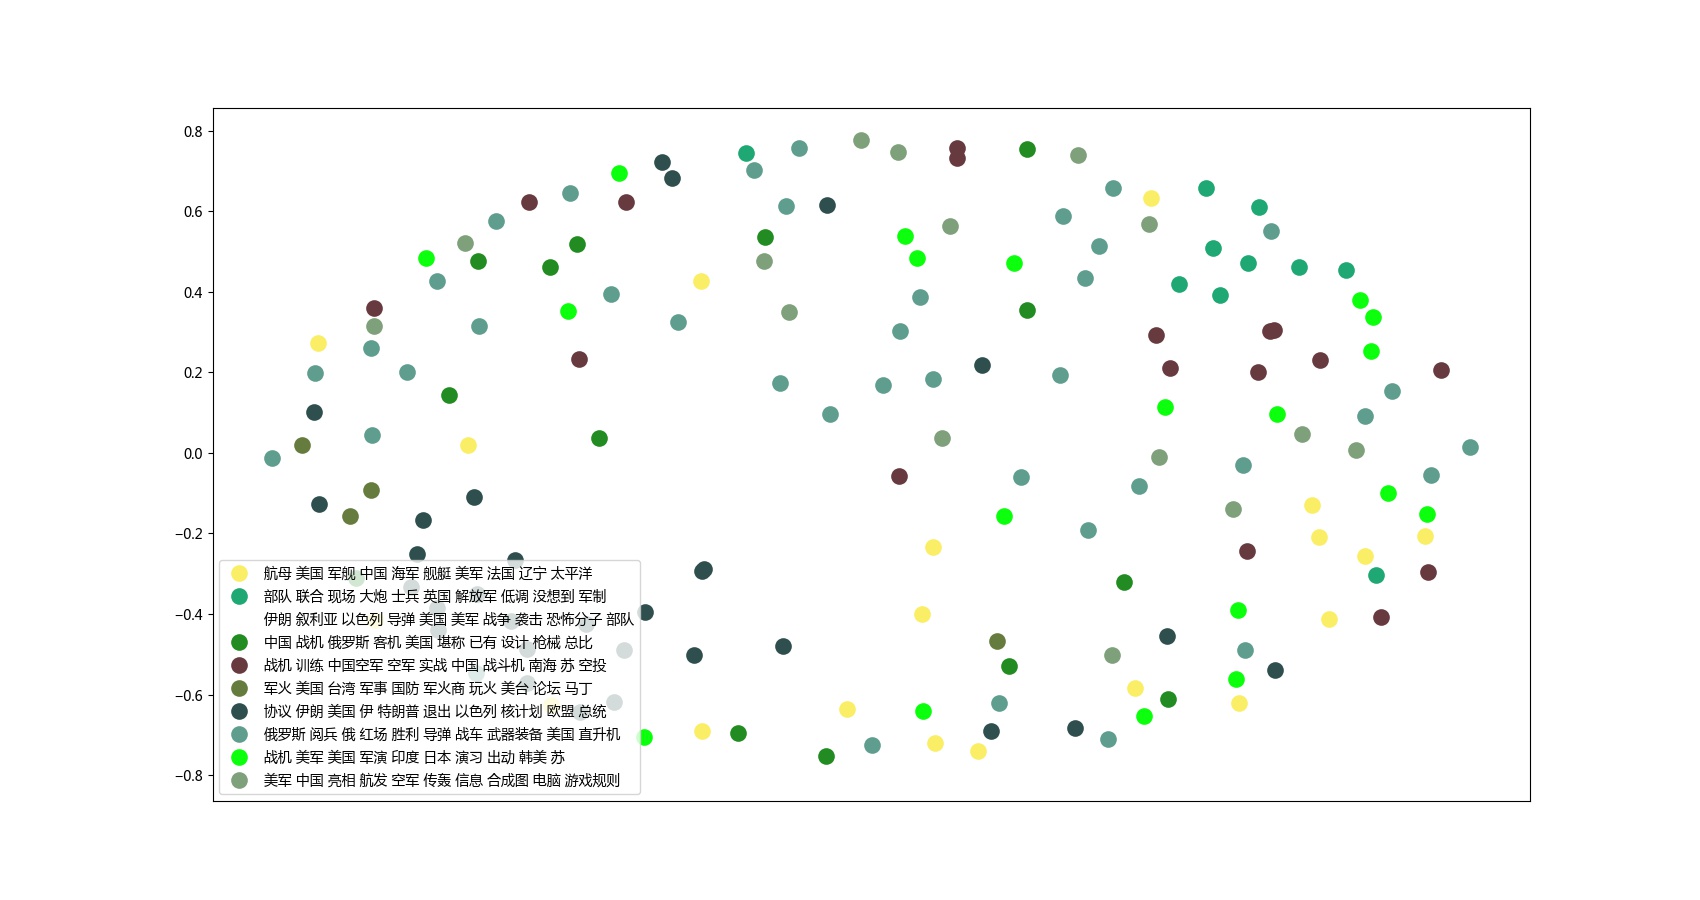 0.8
0.6
0.4
0.2
0.0
−0.2
−0.4
−0.6
−0.8
航母 美国 军舰 中国 海军 舰艇 美军 法国 辽宁 太平洋
部队 联合 现场 大炮 士兵 英国 解放军 低调 没想到 军制
伊朗 叙利亚 以色列 导弹 美国 美军 战争 袭击 恐怖分子 部队
中国 战机 俄罗斯 客机 美国 堪称 已有 设计 枪械 总比
战机 训练 中国空军 空军 实战 中国 战斗机 南海 苏 空投
军火 美国 台湾 军事 国防 军火商 玩火 美台 论坛 马丁
协议 伊朗 美国 伊 特朗普 退出 以色列 核计划 欧盟 总统
俄罗斯 阅兵 俄 红场 胜利 导弹 战车 武器装备 美国 直升机
战机 美军 美国 军演 印度 日本 演习 出动 韩美 苏
美军 中国 亮相 航发 空军 传轰 信息 合成图 电脑 游戏规则